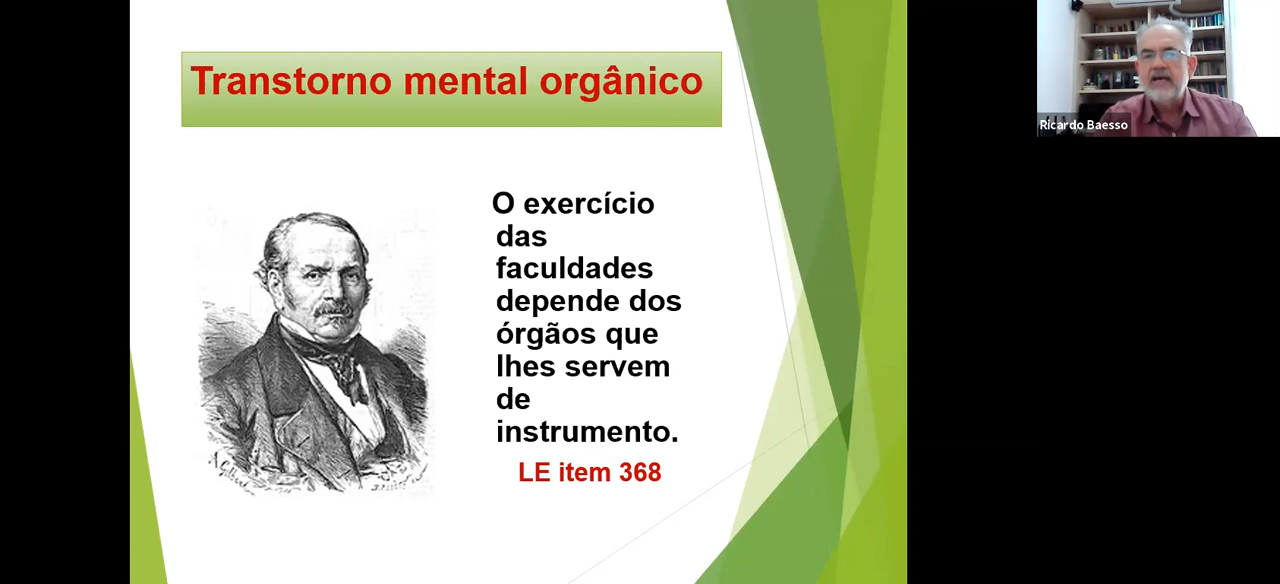 Transtorno mental orgânico
O exercício
das
faculdades
depende dos
órgãos que
lhes servem
de
instrumento.
LE item 368
Ricardo Baesso